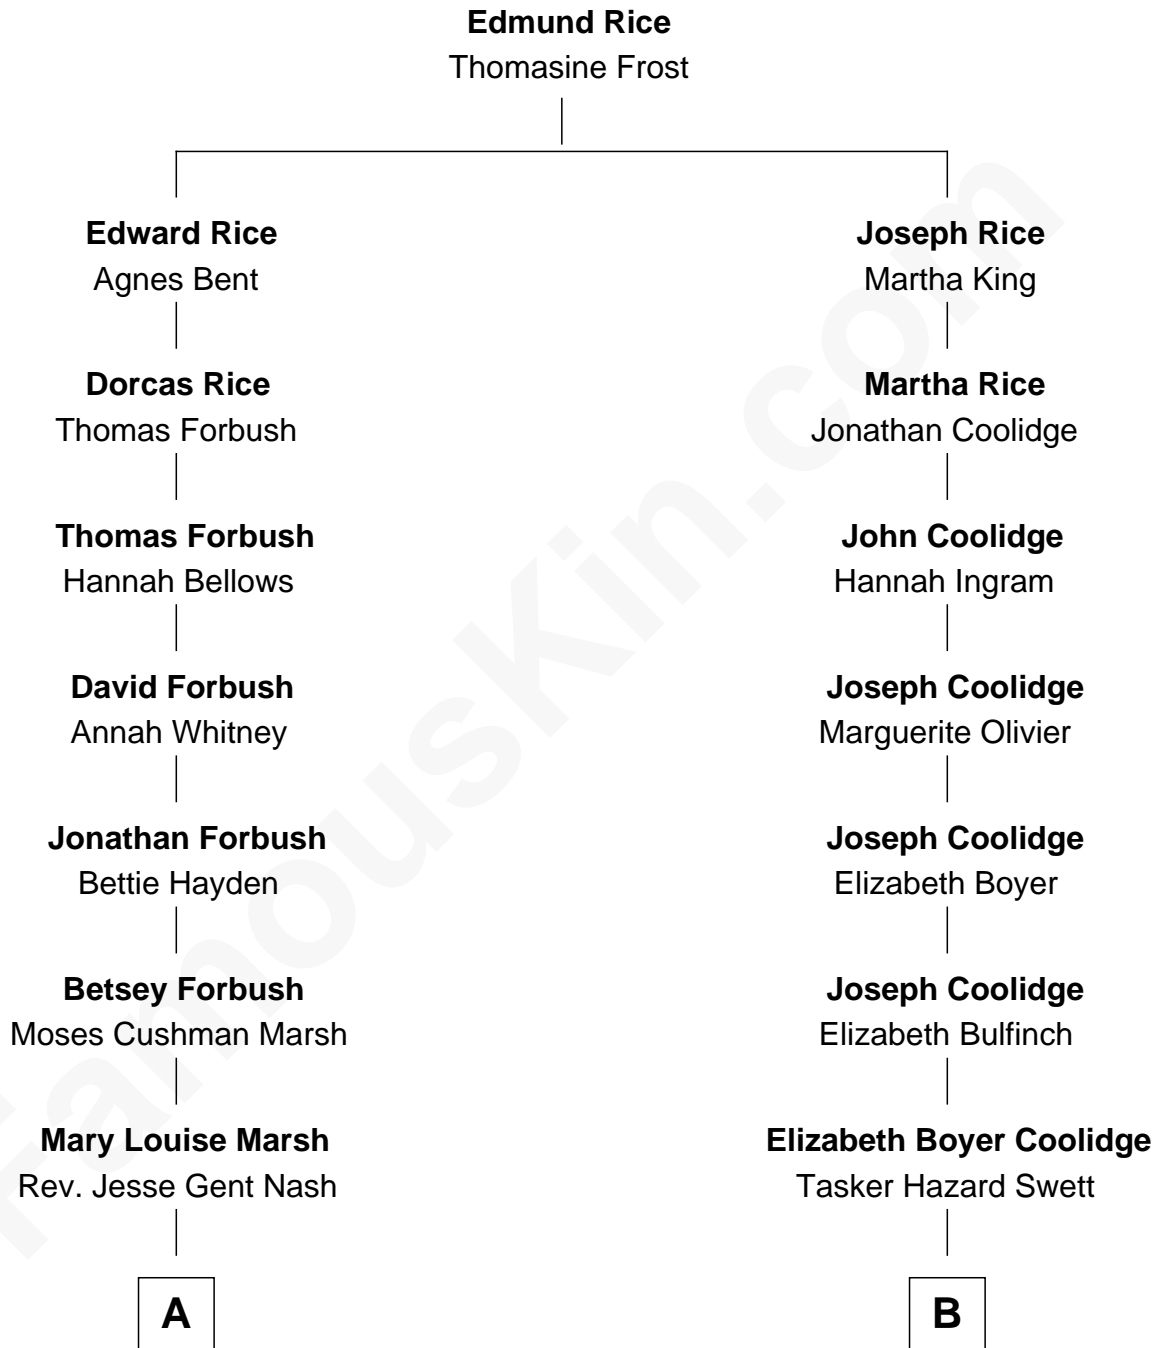 Edmund Rice
Thomasine Frost
Edward Rice
Agnes Bent
Joseph Rice
Martha King
Dorcas Rice
Thomas Forbush
Martha Rice
Jonathan Coolidge
Thomas Forbush
Hannah Bellows
John Coolidge
Hannah Ingram
David Forbush
Annah Whitney
Joseph Coolidge
Marguerite Olivier
Jonathan Forbush
Bettie Hayden
Joseph Coolidge
Elizabeth Boyer
Betsey Forbush
Moses Cushman Marsh
Joseph Coolidge
Elizabeth Bulfinch
Mary Louise Marsh
Rev. Jesse Gent Nash
Elizabeth Boyer Coolidge
Tasker Hazard Swett
A
B
FamousKin.com